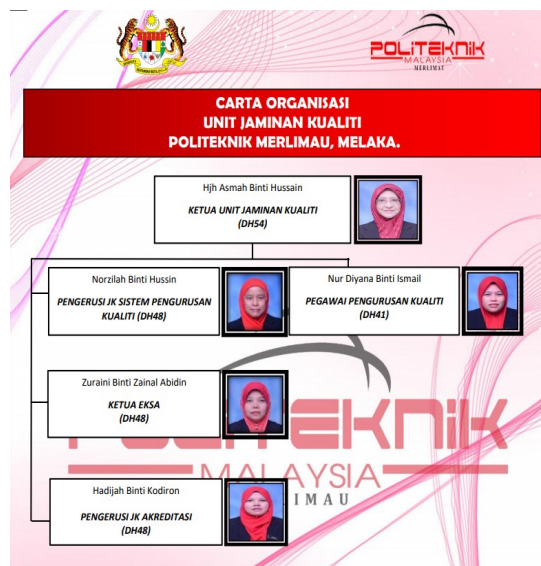 POLITEKNIK
MALAYSIA
MERLIMAU
CARTA ORGANISASI
UNIT JAMINAN KUALITI
POLITEKNIK MERLIMAU, MELAKA.
Hjh Asmah Binti Hussain
KETUA UNIT JAMINAN KUALITI
(DH54)
Norzilah Binti Hussin
PENGERUSI JK SISTEM PENGURUSAN
KUALITI (DH48)
Nur Diyana Binti Ismail
PEGAWAI PENGURUSAN KUALITI
(DH41)
Zuraini Binti Zainal Abidin
KETUA EKSA
(DH48)
Hadijah Binti Kodiron
PENGERUSI JK AKREDITASI
(DH48)